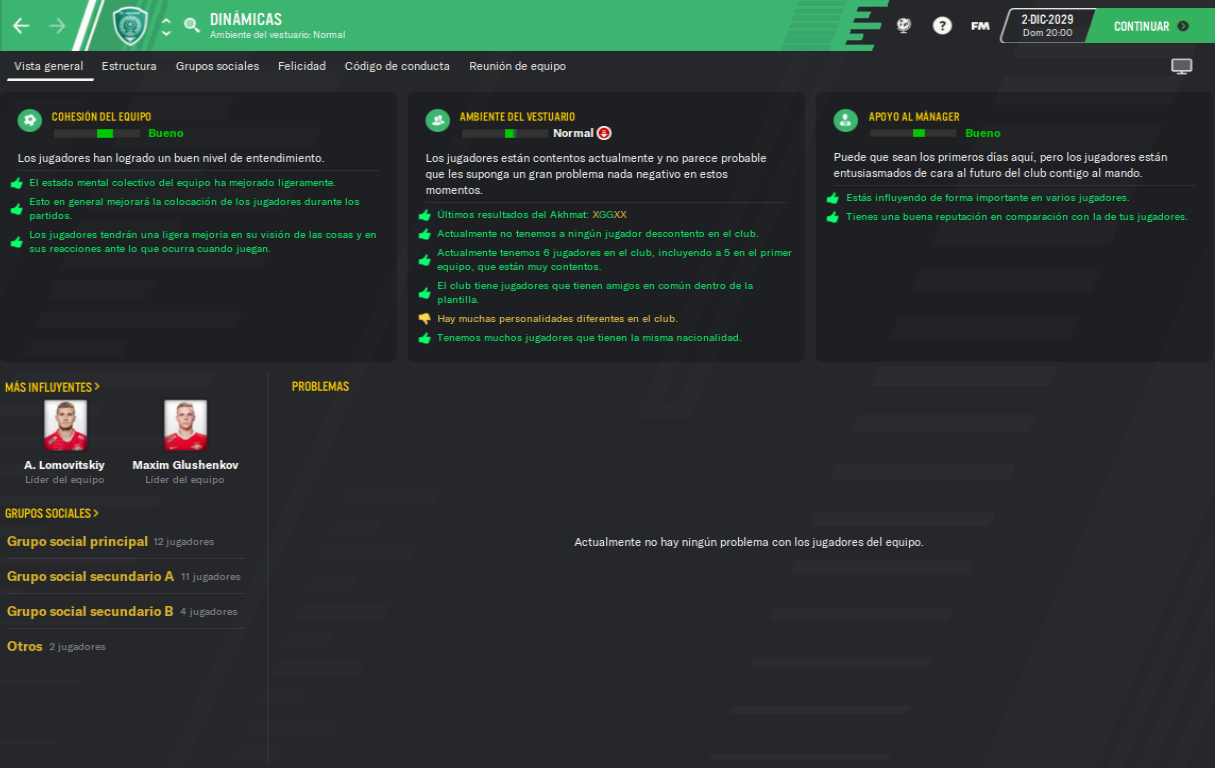 DINÁMICAS
Ambiente del vestuario: Normal
?
FM
2-DIC-2029
Dom 20:00
CONTINUAR
Vista general
Estructura
Grupos sociales
Felicidad
Código de conducta
Reunión de equipo
COHESIÓN DEL EQUIPO
Bueno
Los jugadores han logrado un buen nivel de entendimiento.
El estado mental colectivo del equipo ha mejorado ligeramente.
Esto en general mejorará la colocación de los jugadores durante los
partidos.
Los jugadores tendrán una ligera mejoría en su visión de las cosas y en
sus reacciones ante lo que ocurra cuando juegan.
AMBIENTE DEL VESTUARIO
Normal
Los jugadores están contentos actualmente y no parece probable
que les suponga un gran problema nada negativo en estos
momentos.
Últimos resultados del Akhmat: XGGXX
Actualmente no tenemos a ningún jugador descontento en el club.
Actualmente tenemos 6 jugadores en el club, incluyendo a 5 en el primer
equipo, que están muy contentos.
El club tiene jugadores que tienen amigos en común dentro de la
plantilla.
Hay muchas personalidades diferentes en el club.
Tenemos muchos jugadores que tienen la misma nacionalidad.
APOYO AL MÁNAGER
Bueno
Puede que sean los primeros días aquí, pero los jugadores están
entusiasmados de cara al futuro del club contigo al mando.
Estás influyendo de forma importante en varios jugadores.
Tienes una buena reputación en comparación con la de tus jugadores.
MÁS INFLUYENTES >
A. Lomovitskiy
Líder del equipo
Maxim Glushenkov
Líder del equipo
GRUPOS SOCIALES >
Grupo social principal 12 jugadores
Grupo social secundario A 11 jugadores
Grupo social secundario B 4 jugadores
Otros 2 jugadores
PROBLEMAS
Actualmente no hay ningún problema con los jugadores del equipo.